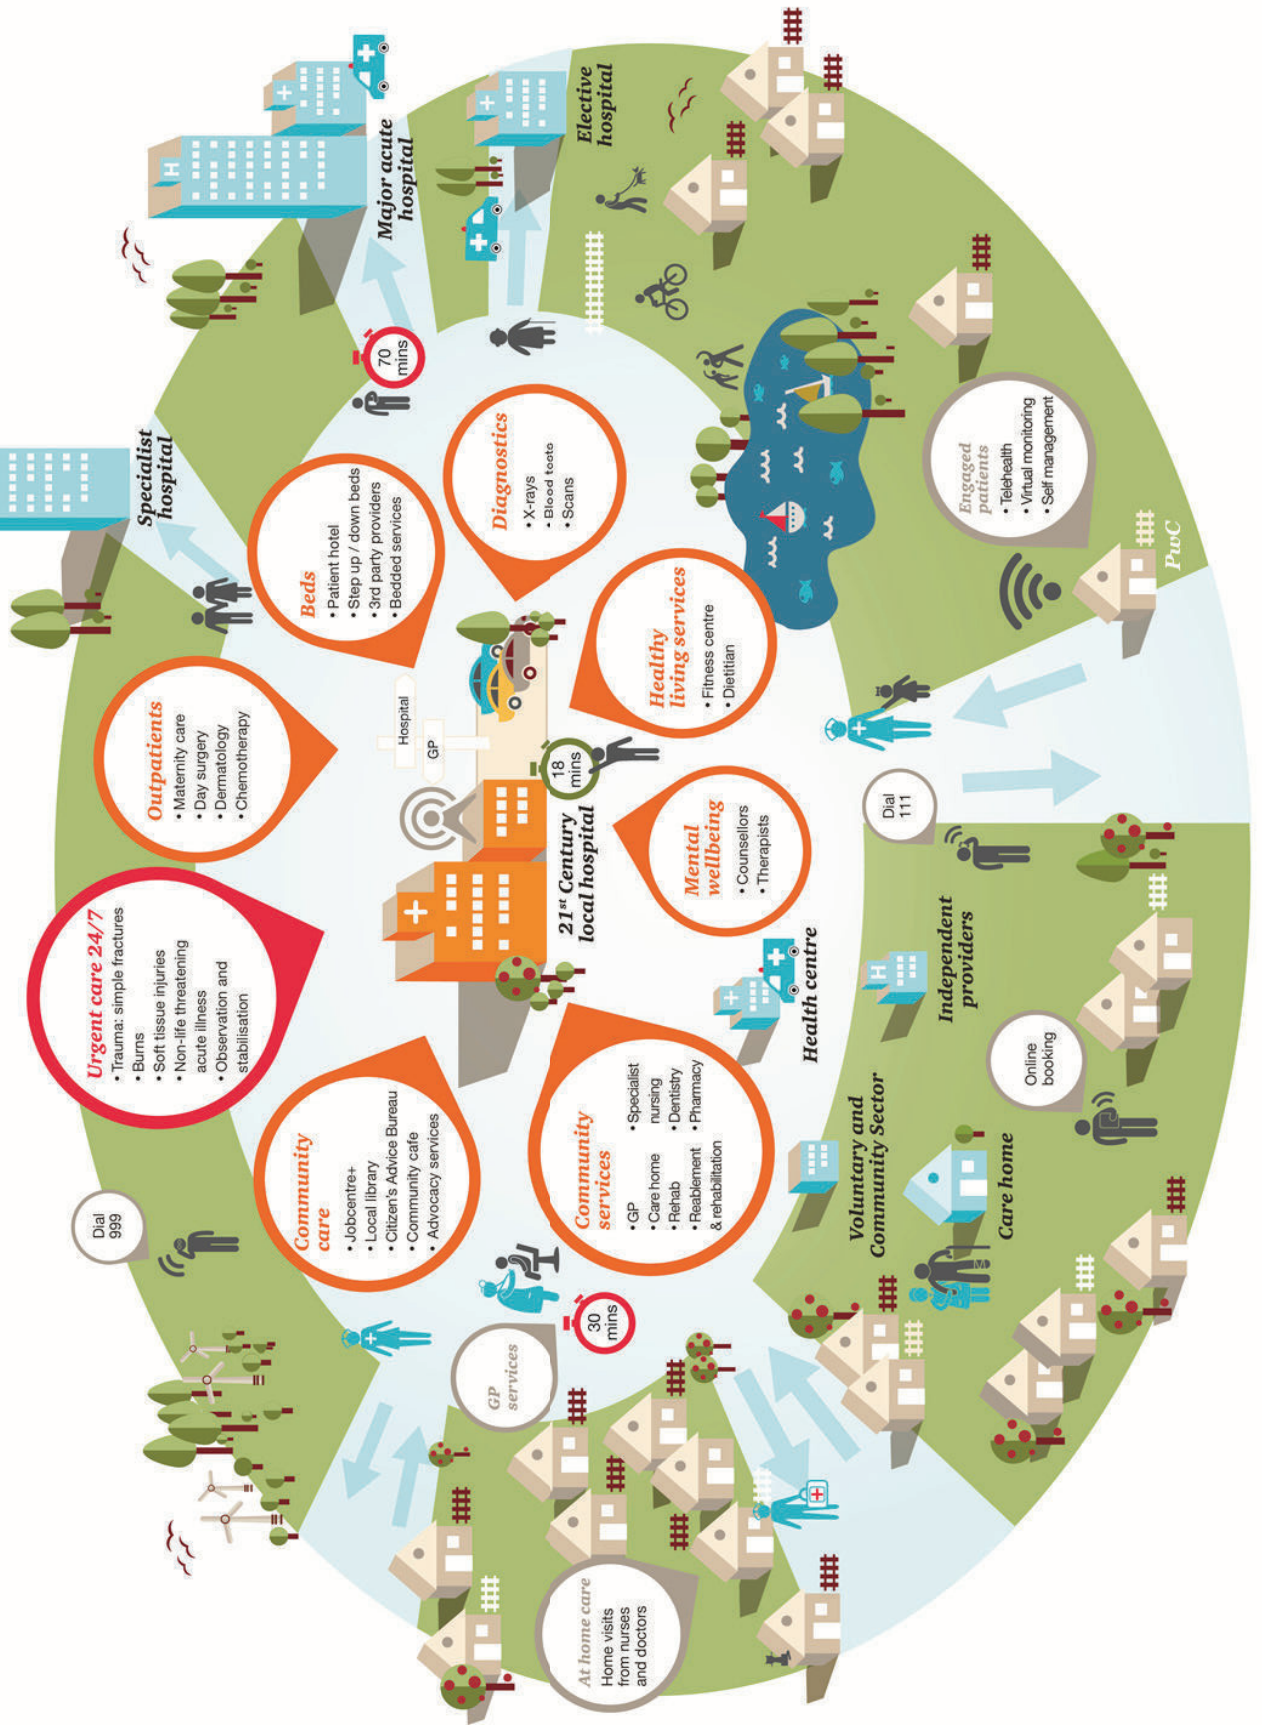 Specialist
hospital
Major acute
hospital
Elective
hospital
H
70
mins
Dial
999
Urgent care 24/7
• Trauma: simple fractures
• Burns
• Soft tissue injuries
• Non-life threatening
acute illness
• Observation and
stabilisation
Outpatients
• Maternity care
• Day surgery
• Dermatology
• Chemotherapy
Beds
• Patient hotel
• Step up / down beds
• 3rd party providers
• Bedded services
Diagnostics
• X-rays
• Blood tests
• Scans
Community
care
• Jobcentre+
• Local library
• Citizen's Advice Bureau
• Community cafe
• Advocacy services
Hospital
GP
18
mins
21st Century
local hospital
Healthy
living services
• Fitness centre
• Dietitian
Mental
wellbeing
• Counsellors
• Therapists
Community
services
• GP
• Care home
• Rehab
• Reablement
& rehabilitation
• Specialist
nursing
• Dentistry
• Pharmacy
GP
services
30
mins
Health centre
At home care
Home visits
from nurses
and doctors
Voluntary and
Community Sector
Care home
H
Independent
providers
Online
booking
Dial
111
Engaged
patients
• Telehealth
• Virtual monitoring
• Self management
PwC